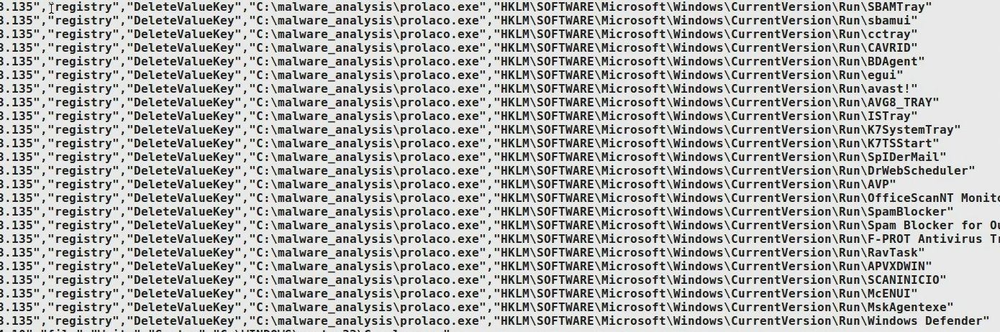 3.135","registry","DeleteValueKey","C:\malware_analysis\prolaco.exe","HKLM\SOFTWARE\Microsoft\Windows\CurrentVersion\Run\SBAMTray"
3.135","registry","DeleteValueKey","C:\malware_analysis\prolaco.exe","HKLM\SOFTWARE\Microsoft\Windows\CurrentVersion\Run\sbamui"
3.135","registry","DeleteValueKey","C:\malware_analysis\prolaco.exe","HKLM\SOFTWARE\Microsoft\Windows\CurrentVersion\Run\cctray"
3.135","registry","DeleteValueKey","C:\malware_analysis\prolaco.exe","HKLM\SOFTWARE\Microsoft\Windows\CurrentVersion\Run\CAVRID"
3.135","registry","DeleteValueKey","C:\malware_analysis\prolaco.exe","HKLM\SOFTWARE\Microsoft\Windows\CurrentVersion\Run\BDAgent"
3.135","registry","DeleteValueKey","C:\malware_analysis\prolaco.exe","HKLM\SOFTWARE\Microsoft\Windows\CurrentVersion\Run\egui"
3.135","registry","DeleteValueKey","C:\malware_analysis\prolaco.exe","HKLM\SOFTWARE\Microsoft\Windows\CurrentVersion\Run\avast!"
3.135","registry","DeleteValueKey","C:\malware_analysis\prolaco.exe","HKLM\SOFTWARE\Microsoft\Windows\CurrentVersion\Run\AVG8_TRAY"
3.135","registry","DeleteValueKey","C:\malware_analysis\prolaco.exe","HKLM\SOFTWARE\Microsoft\Windows\CurrentVersion\Run\ISTray"
3.135","registry","DeleteValueKey","C:\malware_analysis\prolaco.exe","HKLM\SOFTWARE\Microsoft\Windows\CurrentVersion\Run\K7SystemTray"
3.135","registry","DeleteValueKey","C:\malware_analysis\prolaco.exe","HKLM\SOFTWARE\Microsoft\Windows\CurrentVersion\Run\K7TSStart"
3.135","registry","DeleteValueKey","C:\malware_analysis\prolaco.exe","HKLM\SOFTWARE\Microsoft\Windows\CurrentVersion\Run\SpIDerMail"
3.135","registry","DeleteValueKey","C:\malware_analysis\prolaco.exe","HKLM\SOFTWARE\Microsoft\Windows\CurrentVersion\Run\DrWebScheduler"
3.135","registry","DeleteValueKey","C:\malware_analysis\prolaco.exe","HKLM\SOFTWARE\Microsoft\Windows\CurrentVersion\Run\AVP"
3.135","registry","DeleteValueKey","C:\malware_analysis\prolaco.exe","HKLM\SOFTWARE\Microsoft\Windows\CurrentVersion\Run\OfficeScanNT Monito
3.135","registry","DeleteValueKey","C:\malware_analysis\prolaco.exe","HKLM\SOFTWARE\Microsoft\Windows\CurrentVersion\Run\SpamBlocker"
3.135","registry","DeleteValueKey","C:\malware_analysis\prolaco.exe","HKLM\SOFTWARE\Microsoft\Windows\CurrentVersion\Run\Spam Blocker for Ou
3.135","registry","DeleteValueKey","C:\malware_analysis\prolaco.exe","HKLM\SOFTWARE\Microsoft\Windows\CurrentVersion\Run\F-PROT Antivirus Tr
3.135","registry","DeleteValueKey","C:\malware_analysis\prolaco.exe","HKLM\SOFTWARE\Microsoft\Windows\CurrentVersion\Run\RavTask"
3.135","registry","DeleteValueKey","C:\malware_analysis\prolaco.exe","HKLM\SOFTWARE\Microsoft\Windows\CurrentVersion\Run\APVXDWIN"
3.135","registry","DeleteValueKey","C:\malware_analysis\prolaco.exe","HKLM\SOFTWARE\Microsoft\Windows\CurrentVersion\Run\SCANINICIO"
3.135","registry","DeleteValueKey","C:\malware_analysis\prolaco.exe","HKLM\SOFTWARE\Microsoft\Windows\CurrentVersion\Run\McENUI"
3.135","registry","DeleteValueKey","C:\malware_analysis\prolaco.exe","HKLM\SOFTWARE\Microsoft\Windows\CurrentVersion\Run\MskAgentexe"
3.135","registry","DeleteValueKey","C:\malware_analysis\prolaco.exe","HKLM\SOFTWARE\Microsoft\Windows\CurrentVersion\Run\Windows Defender"